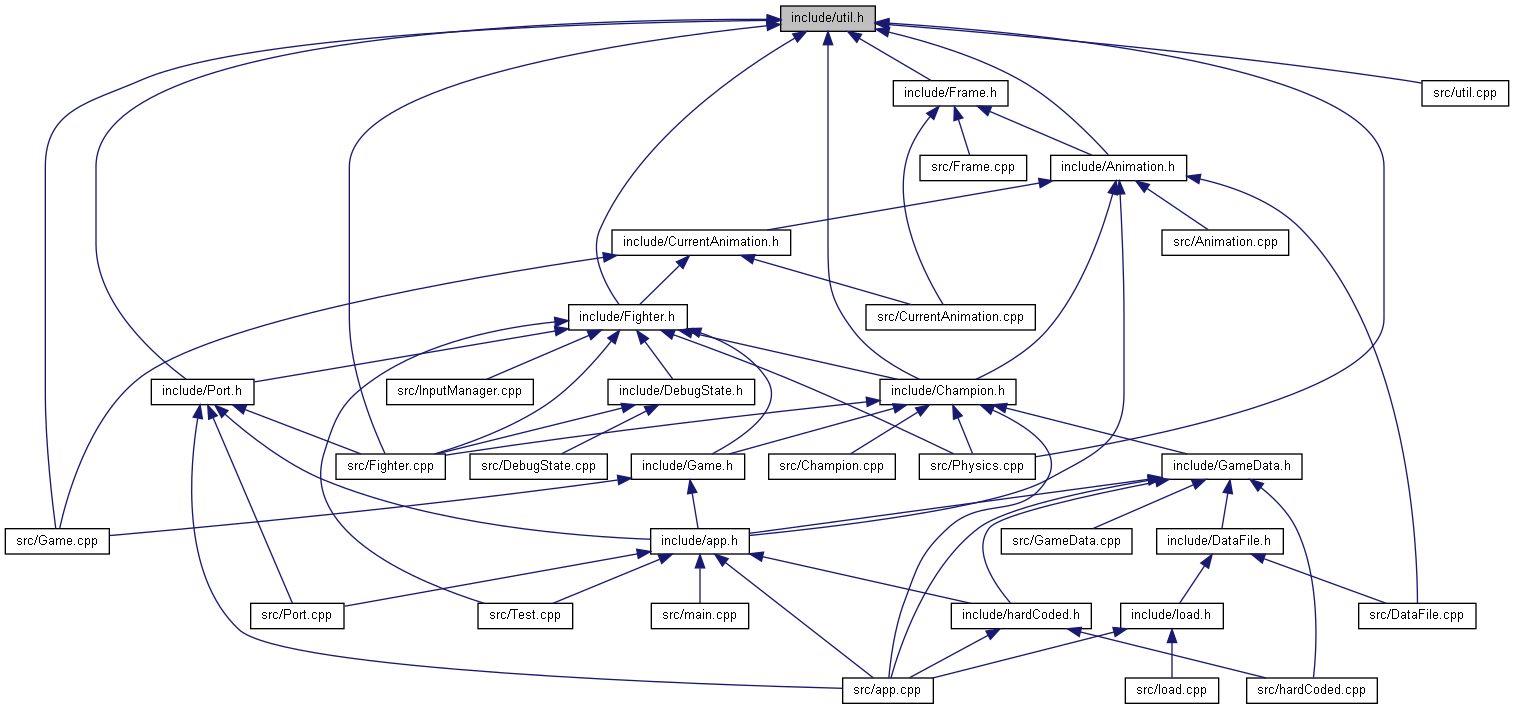 include/util.h
include/Frame.h
src/util.cpp
src/Frame.cpp
include/Animation.h
include/CurrentAnimation.h
src/Animation.cpp
include/Fighter.h
src/CurrentAnimation.cpp
include/Port.h
src/InputManager.cpp
include/DebugState.h
include/Champion.h
src/Fighter.cpp
src/DebugState.cpp
include/Game.h
src/Champion.cpp
src/Physics.cpp
include/GameData.h
src/Game.cpp
include/app.h
src/GameData.cpp
include/DataFile.h
src/Port.cpp
src/Test.cpp
src/main.cpp
include/hardCoded.h
include/load.h
src/DataFile.cpp
src/app.cpp
src/load.cpp
src/hardCoded.cpp